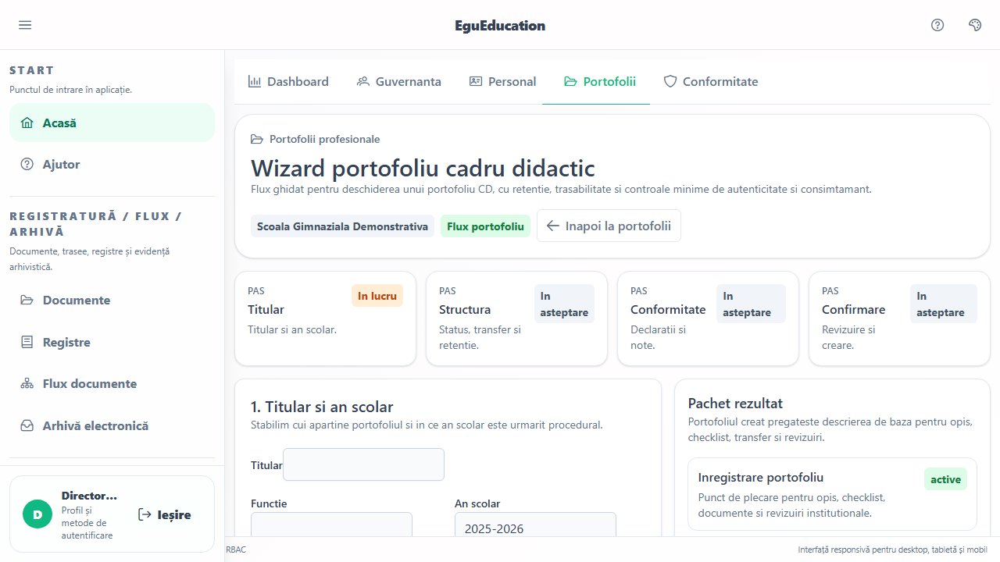 EguEducation
START
Punctul de intrare în aplicație.
Acasă
Ajutor
REGISTRATURĂ / FLUX /
ARHIVĂ
Documente, trasee, registre și evidență
arhivistică.
Documente
Registre
Flux documente
Arhivă electronică
D
Director...
Profil și
metode de
autentificare
Ieșire
Dashboard
Guvernanta
Personal
Portofolii
Conformitate
Portofolii profesionale
Wizard portofoliu cadru didactic
Flux ghidat pentru deschiderea unui portofoliu CD, cu retentie, trasabilitate si controale minime de autenticitate si consimtamant.
Scoala Gimnaziala Demonstrativa
Flux portofoliu
Inapoi la portofolii
PAS
Titular
In lucru
Titular si an scolar.
PAS
Structura
In
asteptare
Status, transfer si
retentie.
PAS
Conformitate
In
asteptare
Declaratii si
note.
PAS
Confirmare
In
asteptare
Revizuire si
creare.
1. Titular si an scolar
Stabilim cui apartine portofoliul si in ce an scolar este urmarit procedural.
Titular
Functie
An scolar
2025-2026
Pachet rezultat
Portofoliul creat pregateste descrierea de baza pentru opis,
checklist, transfer si revizuiri.
Inregistrare portofoliu
active
Punct de plecare pentru opis, checklist,
documente si revizuiri institutionale.
RBAC
Interfață responsivă pentru desktop, tabletă și mobil